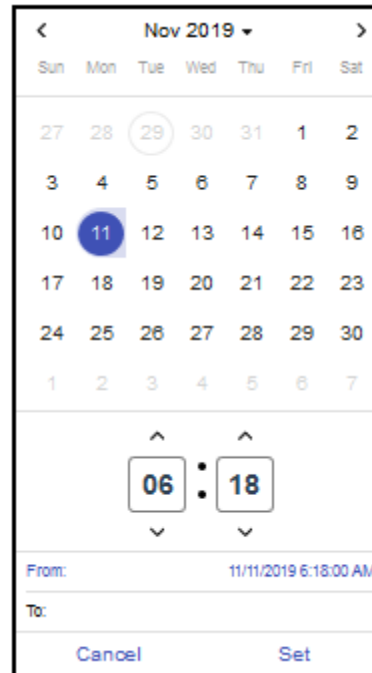 Nov 2019
Sun Mon Tue Wed Thu Fri Sat
27 28 29 30 31 1 2
3 4 5 6 7 8 9
10 11 12 13 14 15 16
17 18 19 20 21 22 23
24 25 26 27 28 29 30
1 2 3 4 5 6 7
06 : 18
From: 11/11/2019 6:18:00 AM
To:
Cancel Set